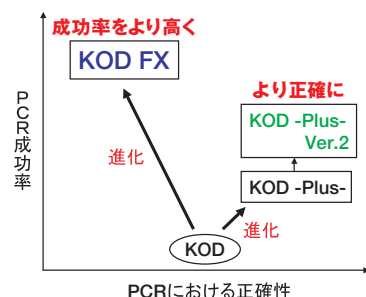 成功率をより高く
KOD FX
より正確に
KOD -Plus-
Ver.2
KOD -Plus-
進化
進化
KOD
PCR成功率
PCRにおける正確性